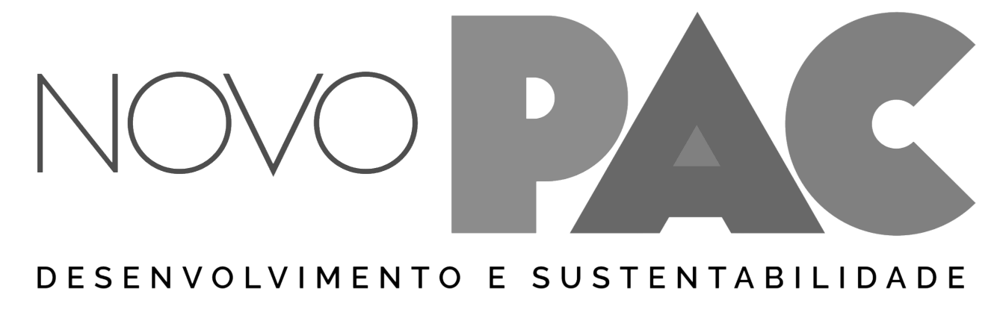 NOVO PAC
DESENVOLVIMENTO E SUSTENTABILIDADE